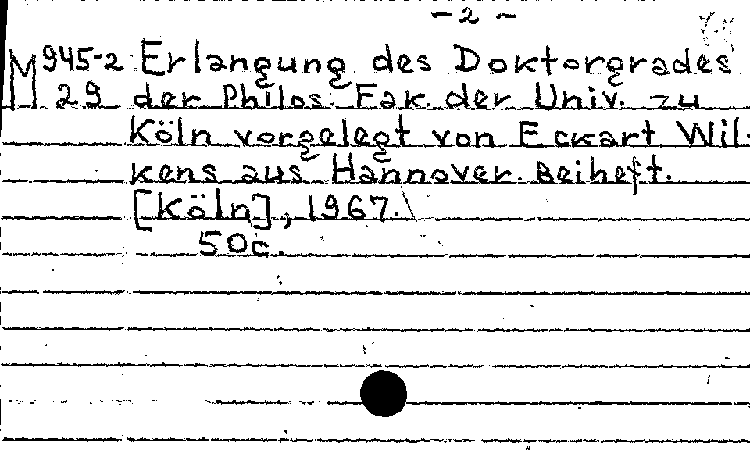 - 2 -
М 945-2 Erlangung des Doktorgrades
29 der Philos. Fak. der Univ. zu
Köln vorgelegt von Eckart Wil-
kens aus Hannover. Beiheft.
[Köln], 1967.
50 с.